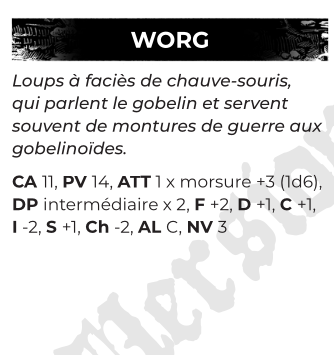 WORG
Loups à faciès de chauve-souris,
qui parlent le gobelin et servent
souvent de montures de guerre aux
gobelinoïdes.
CA 11, PV 14, ATT 1 x morsure +3 (1d6),
DP intermédiaire x 2, F +2, D +1, C +1,
I -2, S +1, Ch -2, AL C, NV 3